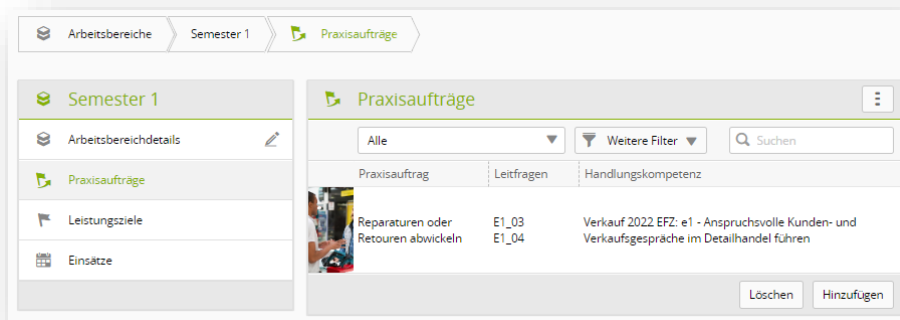 Arbeitsbereiche Semester 1 Praxisaufträge
Semester 1
Arbeitsbereichdetails
Praxisaufträge
Leistungsziele
Einsätze
Praxisaufträge
Alle Weitere Filter Suchen
Praxisauftrag Leitfragen Handlungskompetenz
Reparaturen oder E1_03 Verkauf 2022 EFZ: e1 - Anspruchsvolle Kunden- und
Retouren abwickeln E1_04 Verkaufsgespräche im Detailhandel führen
Löschen Hinzufügen